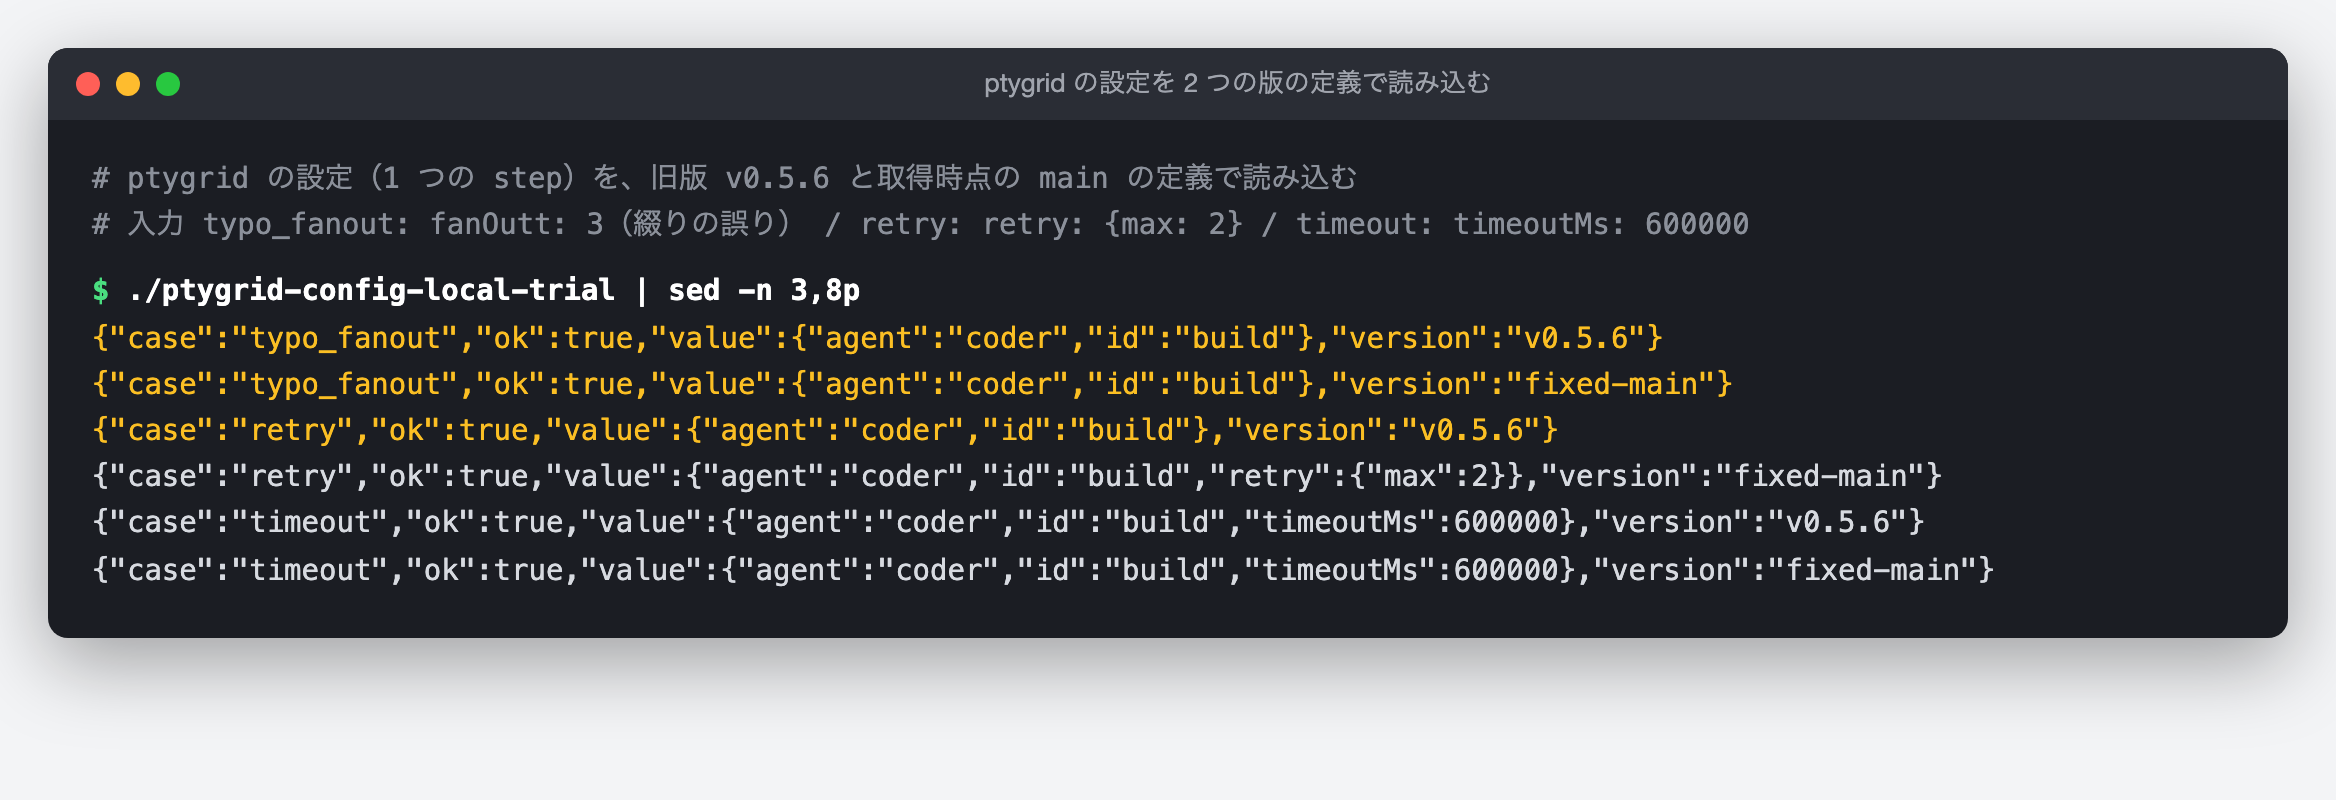 ptygrid の設定を 2 つの版の定義で読み込む
# ptygrid の設定（1 つの step）を、旧版 v0.5.6 と取得時点の main の定義で読み込む
# 入力 typo_fanout: fanOutt: 3（綴りの誤り） / retry: retry: {max: 2} / timeout: timeoutMs: 600000
$ ./ptygrid-config-local-trial | sed -n 3,8p
{"case":"typo_fanout","ok":true,"value":{"agent":"coder","id":"build"},"version":"v0.5.6"}
{"case":"typo_fanout","ok":true,"value":{"agent":"coder","id":"build"},"version":"fixed-main"}
{"case":"retry","ok":true,"value":{"agent":"coder","id":"build"},"version":"v0.5.6"}
{"case":"retry","ok":true,"value":{"agent":"coder","id":"build","retry":{"max":2}},"version":"fixed-main"}
{"case":"timeout","ok":true,"value":{"agent":"coder","id":"build","timeoutMs":600000},"version":"v0.5.6"}
{"case":"timeout","ok":true,"value":{"agent":"coder","id":"build","timeoutMs":600000},"version":"fixed-main"}